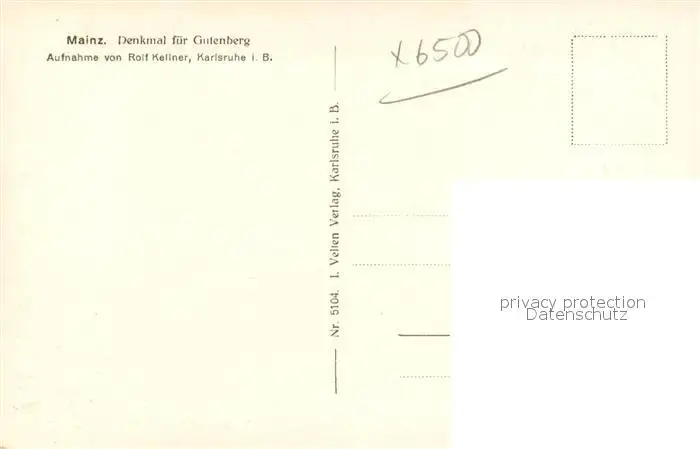 Mainz. Denkmal für Gutenberg
Aufnahme von Rolf Kellner, Karlsruhe i. B.
Nr. 5104. I. Velten Verlag, Karlsruhe i. B.
x6500
privacy protection
Datenschutz